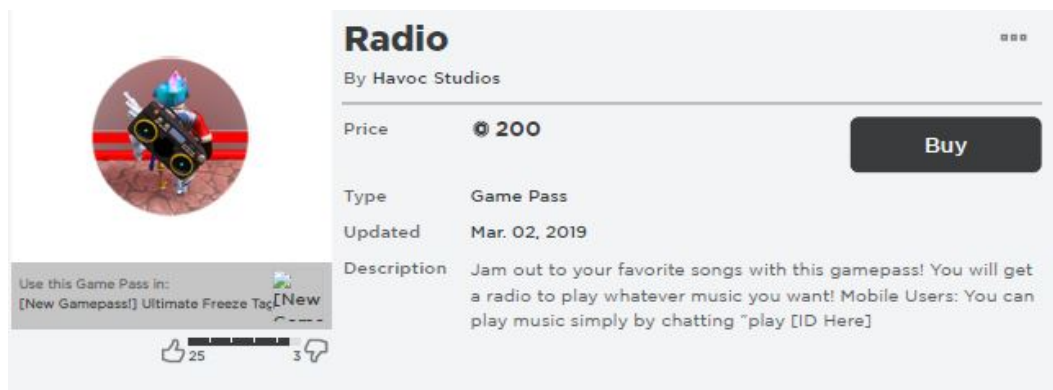 Radio
By Havoc Studios
Price 200
Buy
Type Game Pass
Updated Mar. 02, 2019
Description Jam out to your favorite songs with this gamepass! You will get
a radio to play whatever music you want! Mobile Users: You can
play music simply by chatting "play [ID Here]
Use this Game Pass in:
[New Gamepass!] Ultimate Freeze Tag
[New
25 3